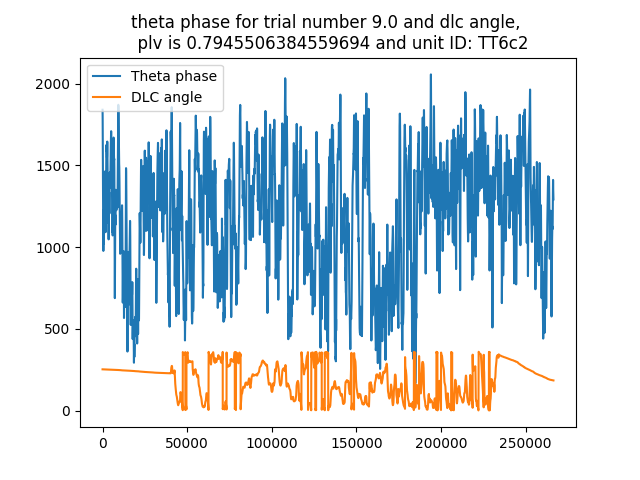 theta phase for trial number 9.0 and dlc angle,
plv is 0.7945506384559694 and unit ID: TT6c2
Theta phase
DLC angle
2000
1500
1000
500
0
0 50000 100000 150000 200000 250000